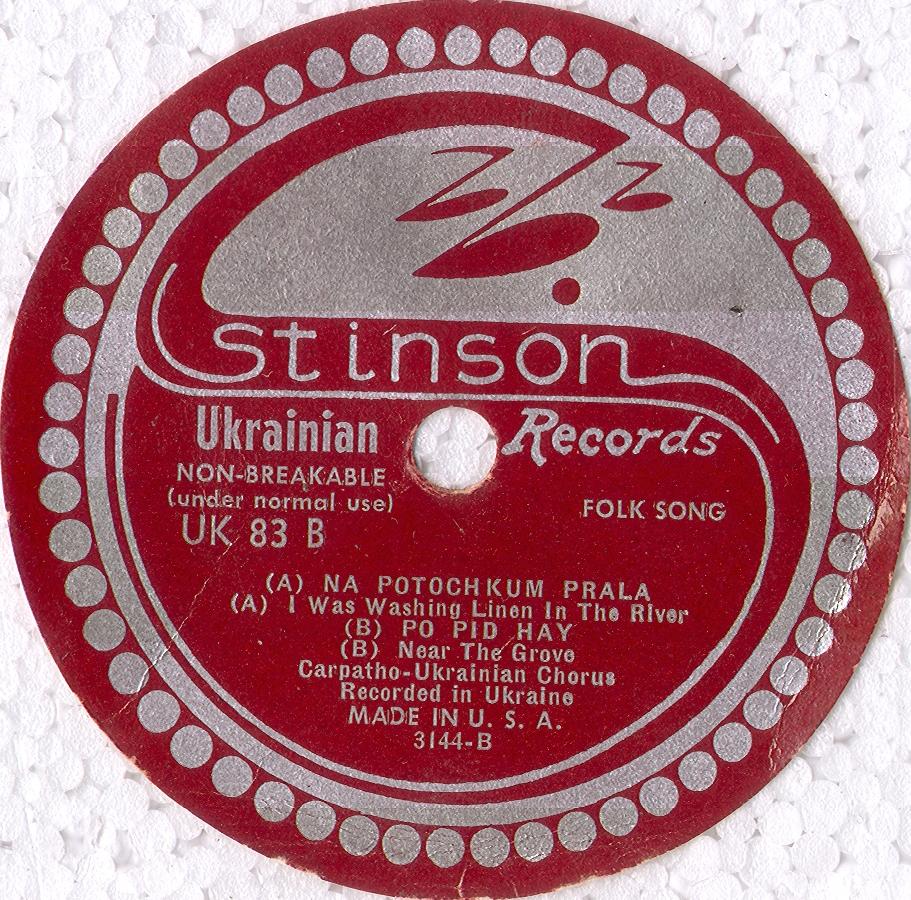 stinson
Ukrainian Records
NON-BREAKABLE
(under normal use)
FOLK SONG
UK 83 B
(A) NA POTOCHKUM PRALA
(A) I Was Washing Linen In The River
(B) PO PID HAY
(B) Near The Grove
Carpatho-Ukrainian Chorus
Recorded in Ukraine
MADE IN U. S. A.
3144-B